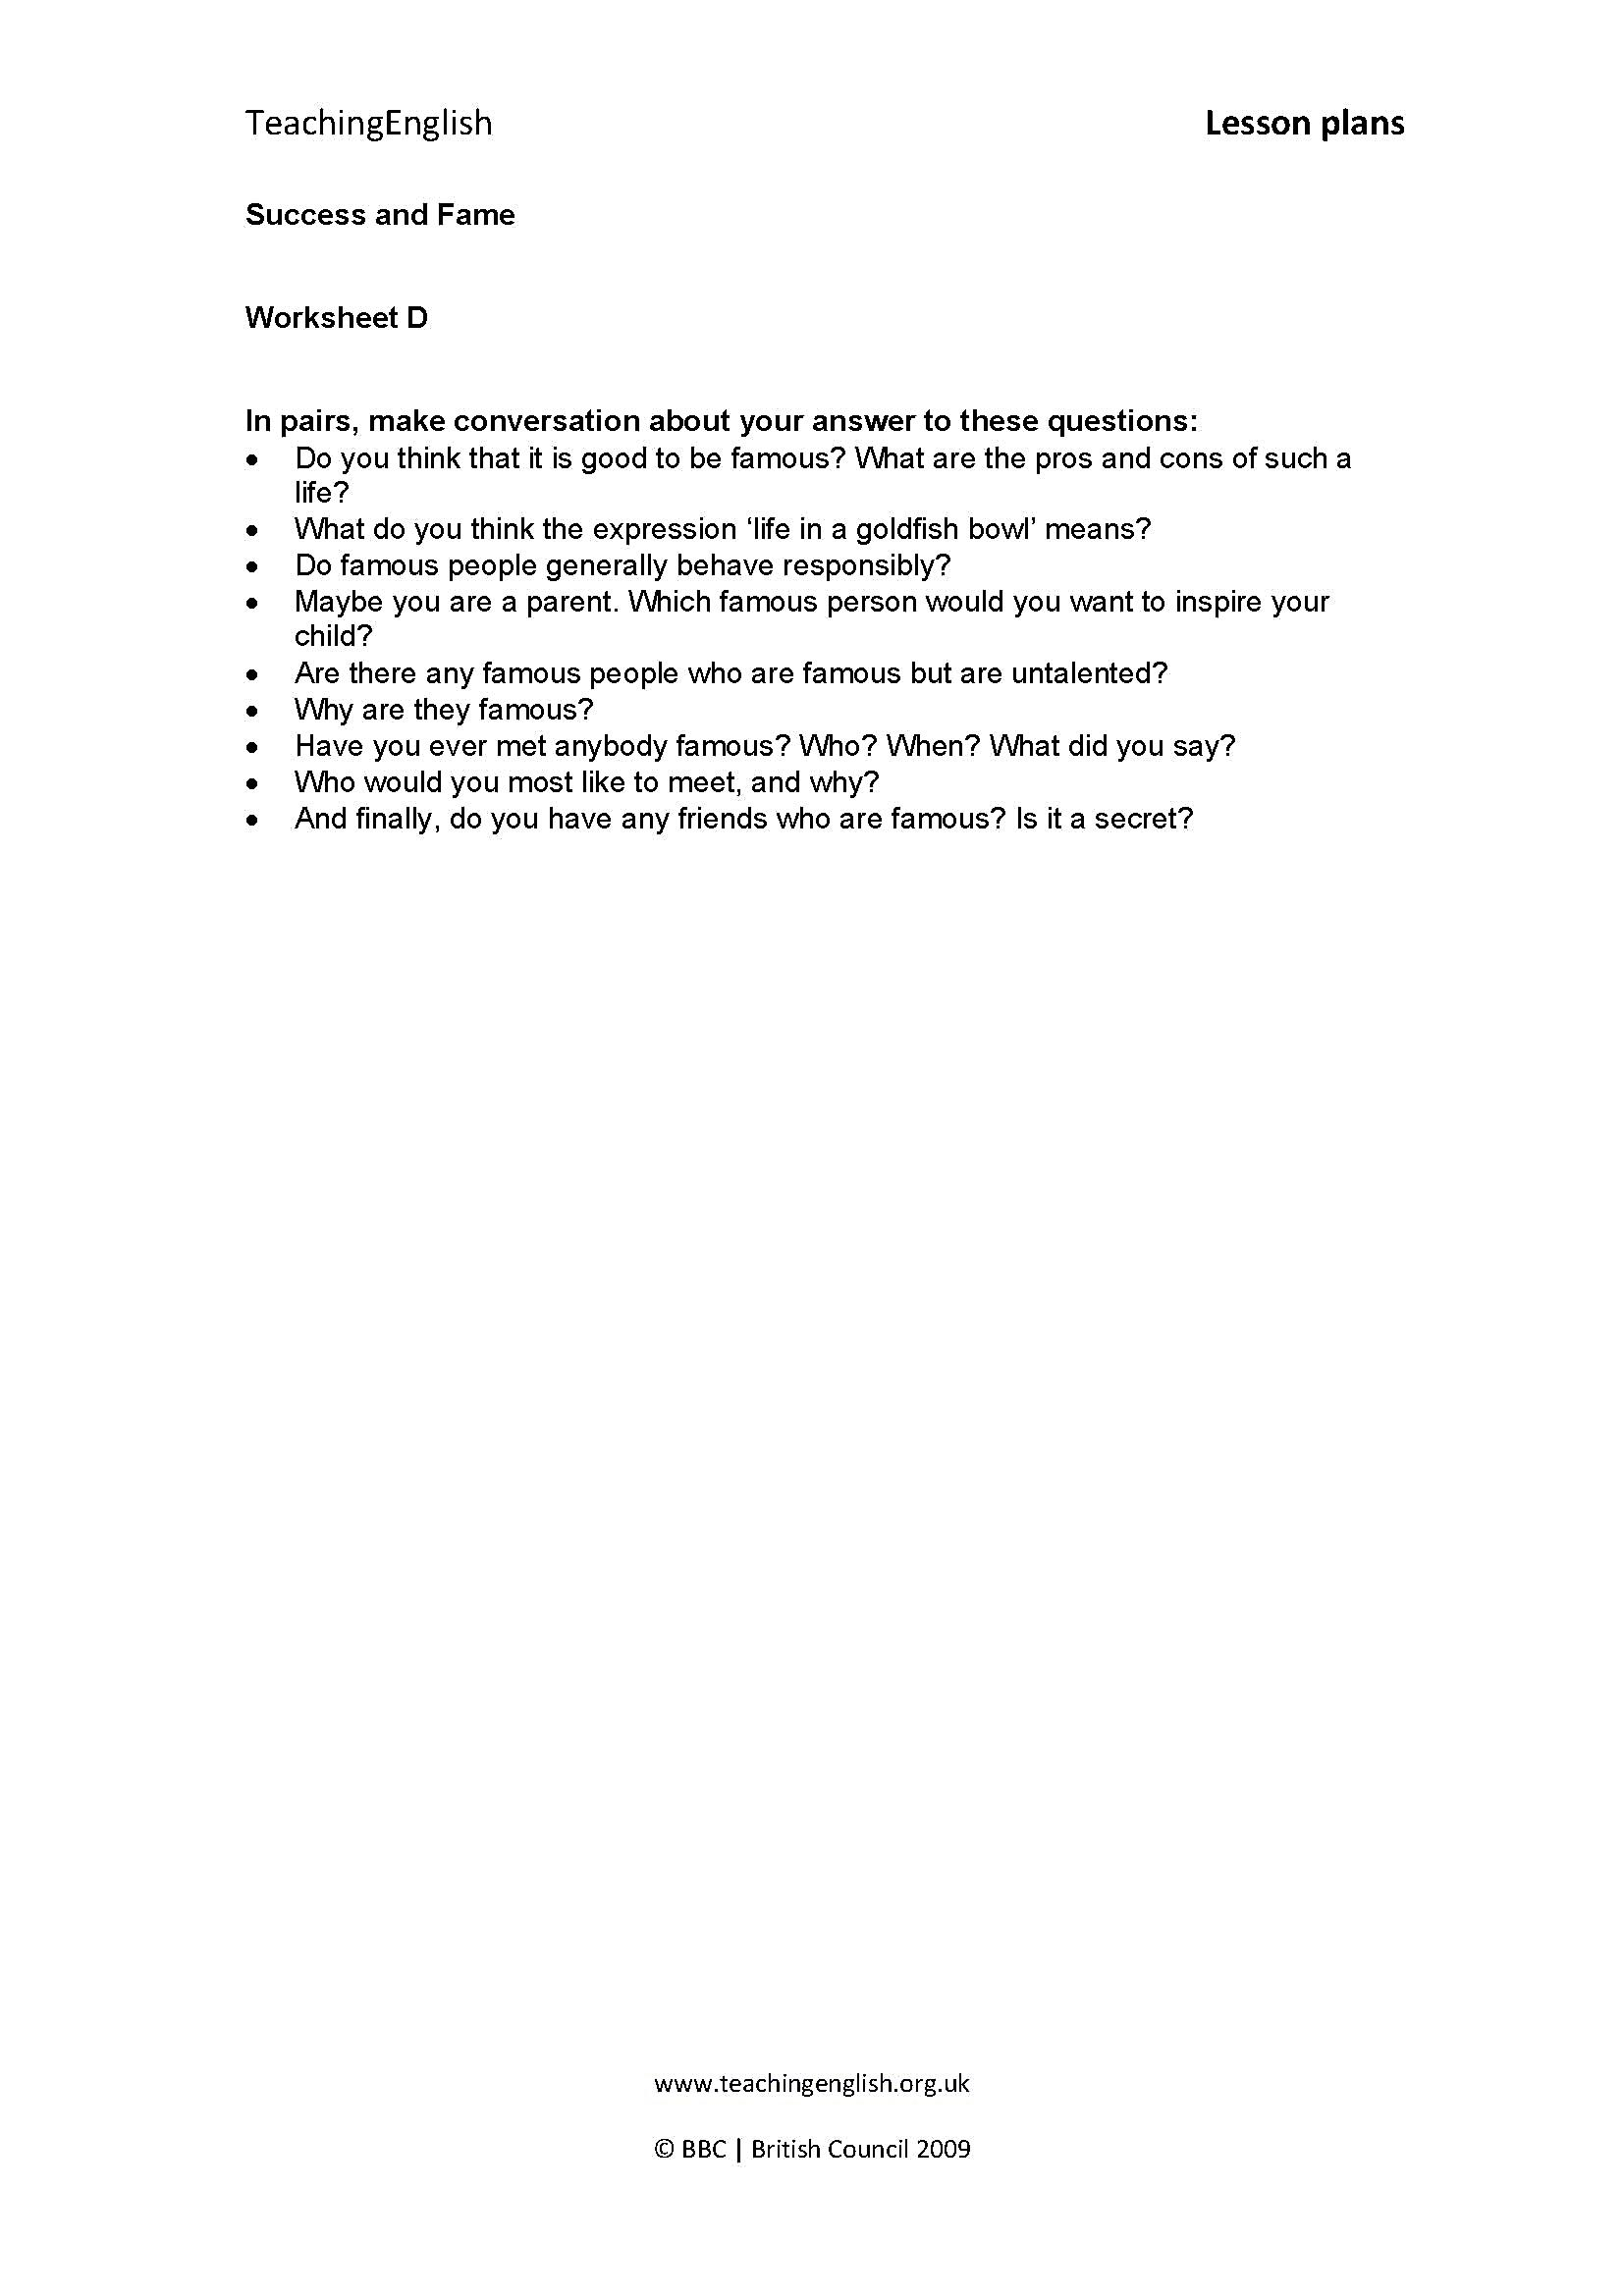 TeachingEnglish Lesson plans
Success and Fame
Worksheet D
In pairs, make conversation about your answer to these questions:
• Do you think that it is good to be famous? What are the pros and cons of such a
life?
• What do you think the expression ‘life in a goldfish bowl’ means?
• Do famous people generally behave responsibly?
• Maybe you are a parent. Which famous person would you want to inspire your
child?
• Are there any famous people who are famous but are untalented?
• Why are they famous?
• Have you ever met anybody famous? Who? When? What did you say?
• Who would you most like to meet, and why?
• And finally, do you have any friends who are famous? Is it a secret?
www.teachingenglish.org.uk
© BBC | British Council 2009